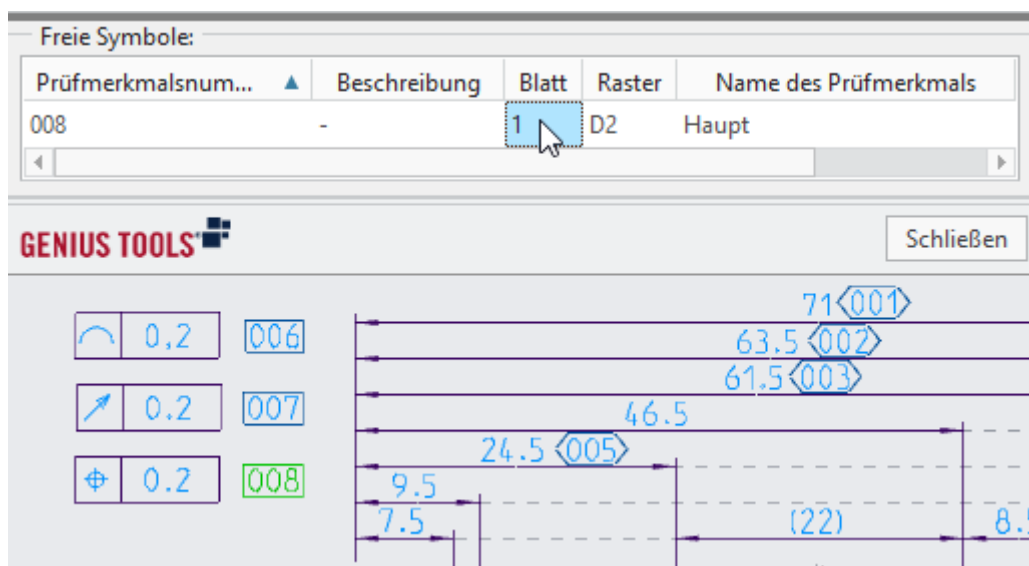 Freie Symbole:
Prüfmerkmalsnum... Beschreibung Blatt Raster Name des Prüfmerkmals
008 - 1 D2 Haupt
GENIUS TOOLS Schließen
71 001
0,2 006
63.5 002
61.5 003
0.2 007
46.5
24.5 005
0.2 008
9.5
7.5 (22) 8.5